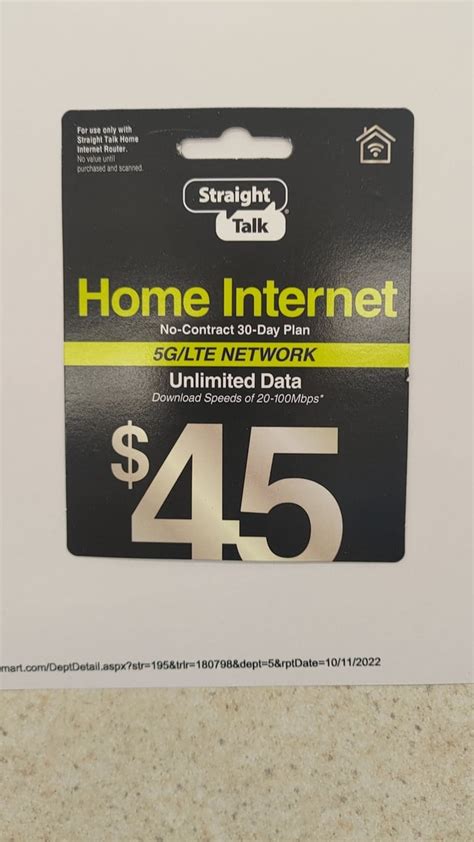 For use only with
Straight Talk Home
Internet Router.
No value until
purchased and scanned.
Straight
Talk®
Home Internet
No-Contract 30-Day Plan
5G/LTE NETWORK
Unlimited Data
Download Speeds of 20-100Mbps*
$45
mart.com/DeptDetail.aspx?str=195&trlr=180798&dept=5&rptDate=10/11/2022